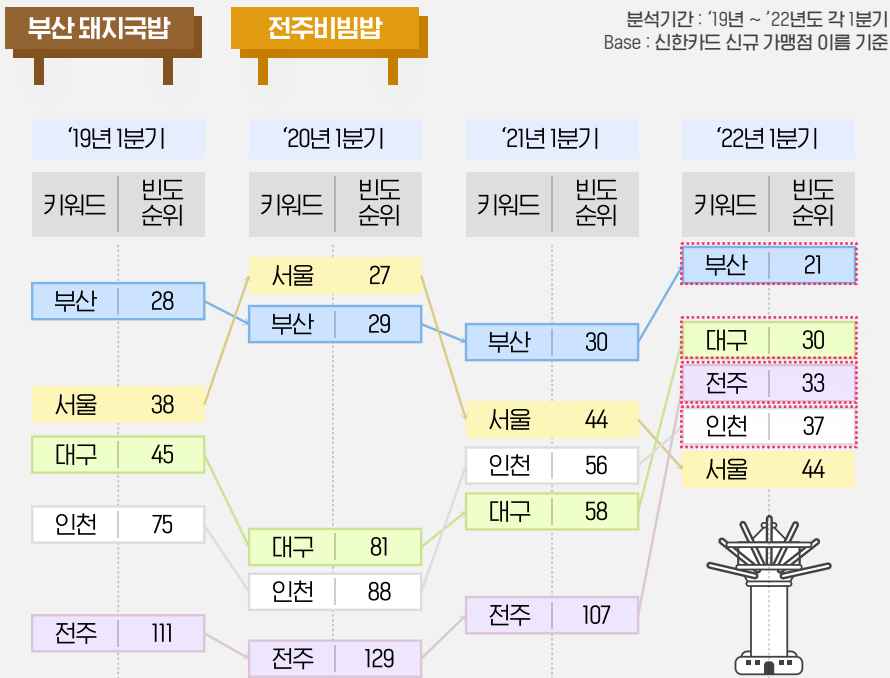 부산 돼지국밥
전주비빔밥
분석기간 : ‘19년 ~ ’22년도 각 1분기
Base : 신한카드 신규 가맹점 이름 기준
‘19년 1분기
키워드 빈도 순위
부산 28
서울 38
대구 45
인천 75
전주 111
‘20년 1분기
키워드 빈도 순위
서울 27
부산 29
대구 81
인천 88
전주 129
‘21년 1분기
키워드 빈도 순위
부산 30
서울 44
인천 56
대구 58
전주 107
‘22년 1분기
키워드 빈도 순위
부산 21
대구 30
전주 33
인천 37
서울 44